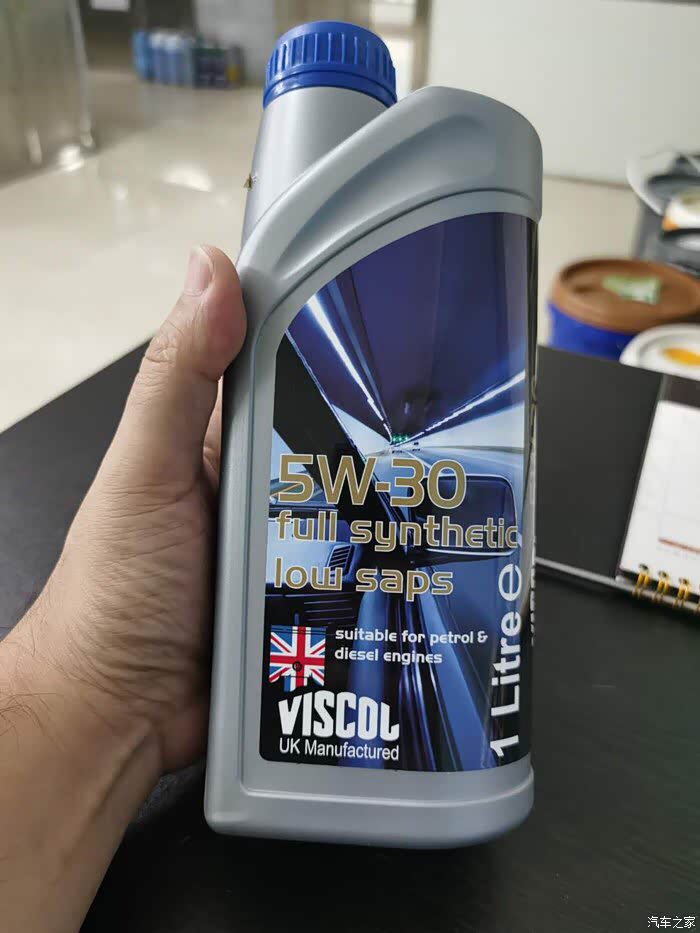 5W-30
full synthetic
low saps
suitable for petrol &
diesel engines
VISCOL
UK Manufactured
1 Litre e
汽车之家